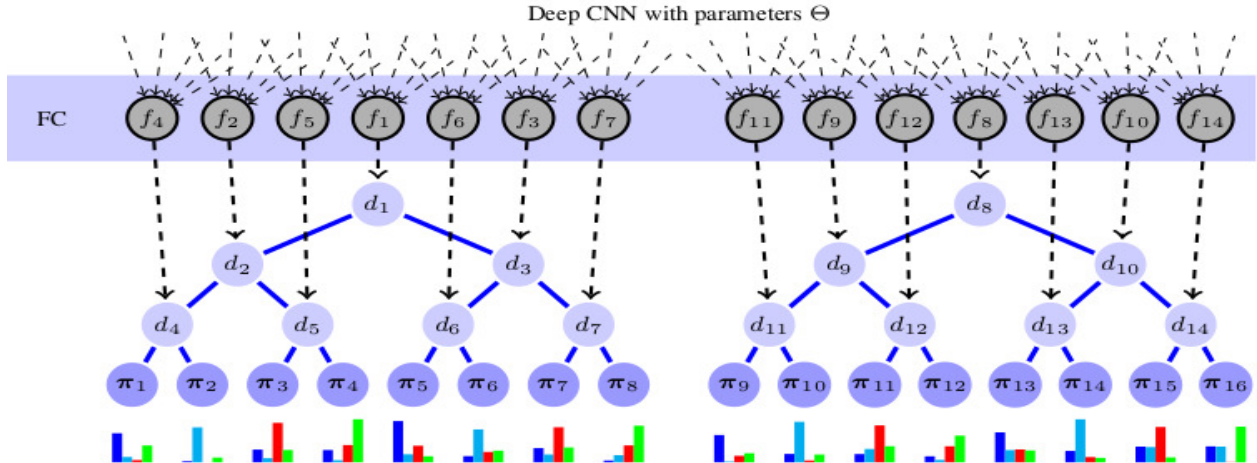 Deep CNN with parameters Θ
FC f₄ f₂ f₅ f₁ f₆ f₃ f₇ f₁₁ f₉ f₁₂ f₈ f₁₃ f₁₀ f₁₄
d₁ d₈
d₂ d₃ d₉ d₁₀
d₄ d₅ d₆ d₇ d₁₁ d₁₂ d₁₃ d₁₄
π₁ π₂ π₃ π₄ π₅ π₆ π₇ π₈ π₉ π₁₀ π₁₁ π₁₂ π₁₃ π₁₄ π₁₅ π₁₆